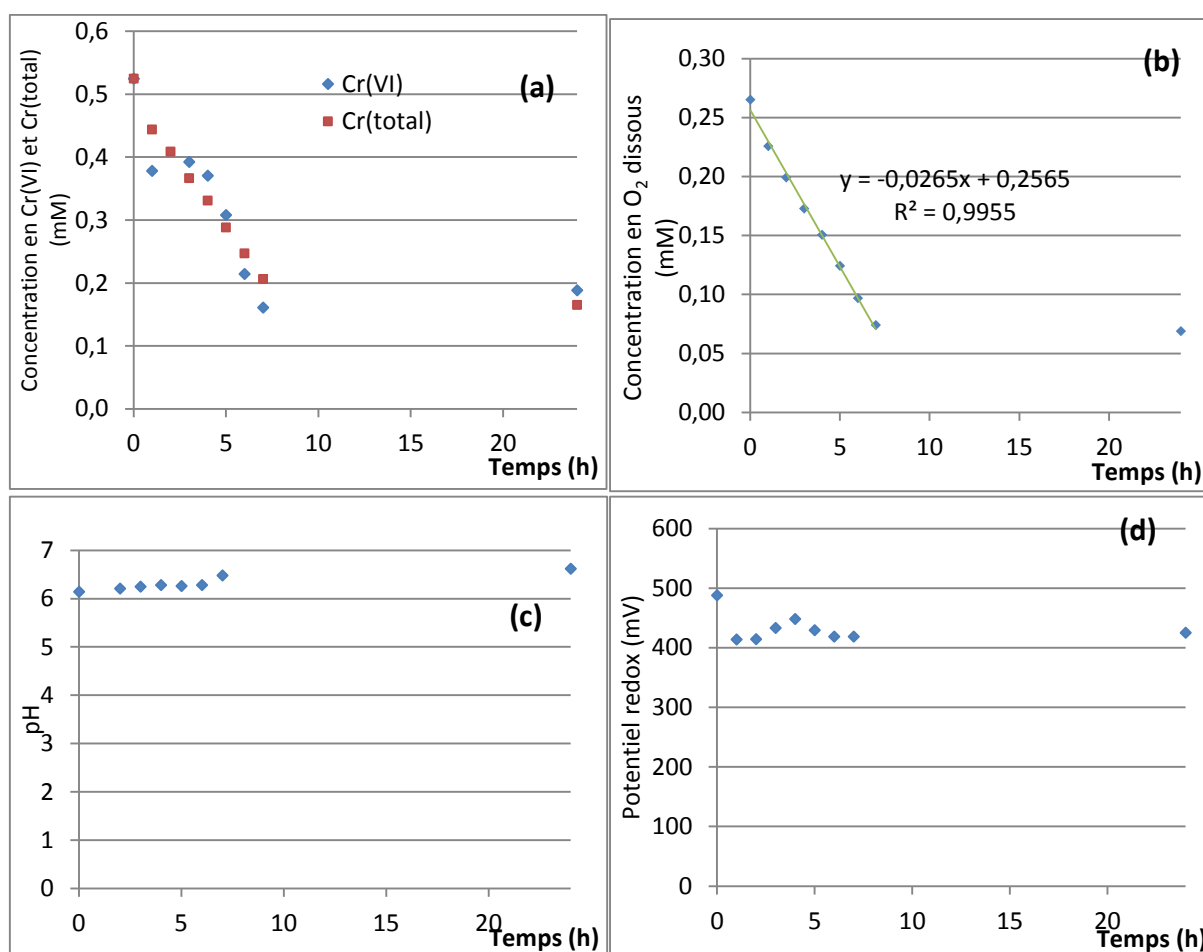 Concentration en Cr(VI) et Cr(total)
(mM)
0,6
0,5
0,4
0,3
0,2
0,1
0,0
Cr(VI)
Cr(total)
(a)
0 5 10 15 20
Temps (h)
Concentration en O₂ dissous
(mM)
0,30
0,25
0,20
0,15
0,10
0,05
0,00
(b)
y = -0,0265x + 0,2565
R² = 0,9955
0 5 10 15 20
Temps (h)
pH
7
6
5
4
3
2
1
0
(c)
0 5 10 15 20
Temps (h)
Potentiel redox (mV)
600
500
400
300
200
100
0
(d)
0 5 10 15 20
Temps (h)